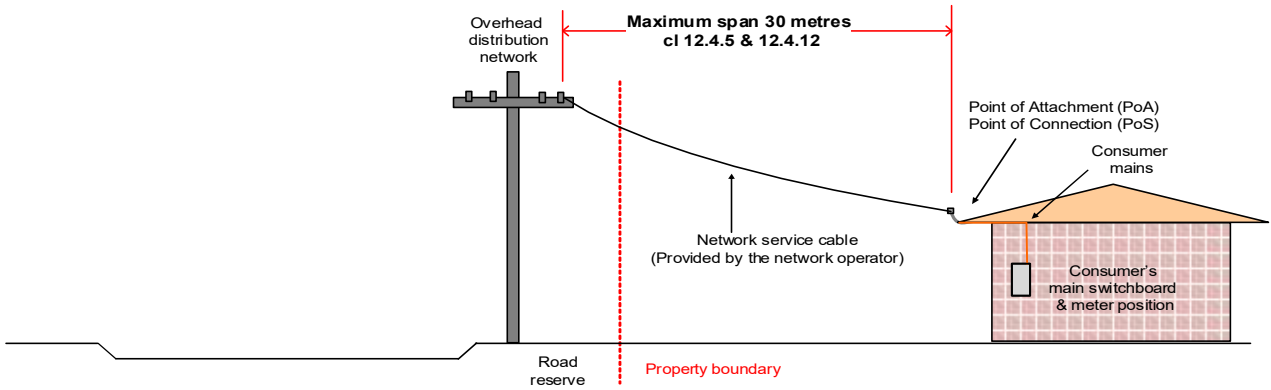 Overhead
distribution
network
Maximum span 30 metres
cl 12.4.5 & 12.4.12
Point of Attachment (PoA)
Point of Connection (PoS)
Consumer
mains
Network service cable
(Provided by the network operator)
Consumer's
main switchboard
& meter position
Road
reserve
Property boundary